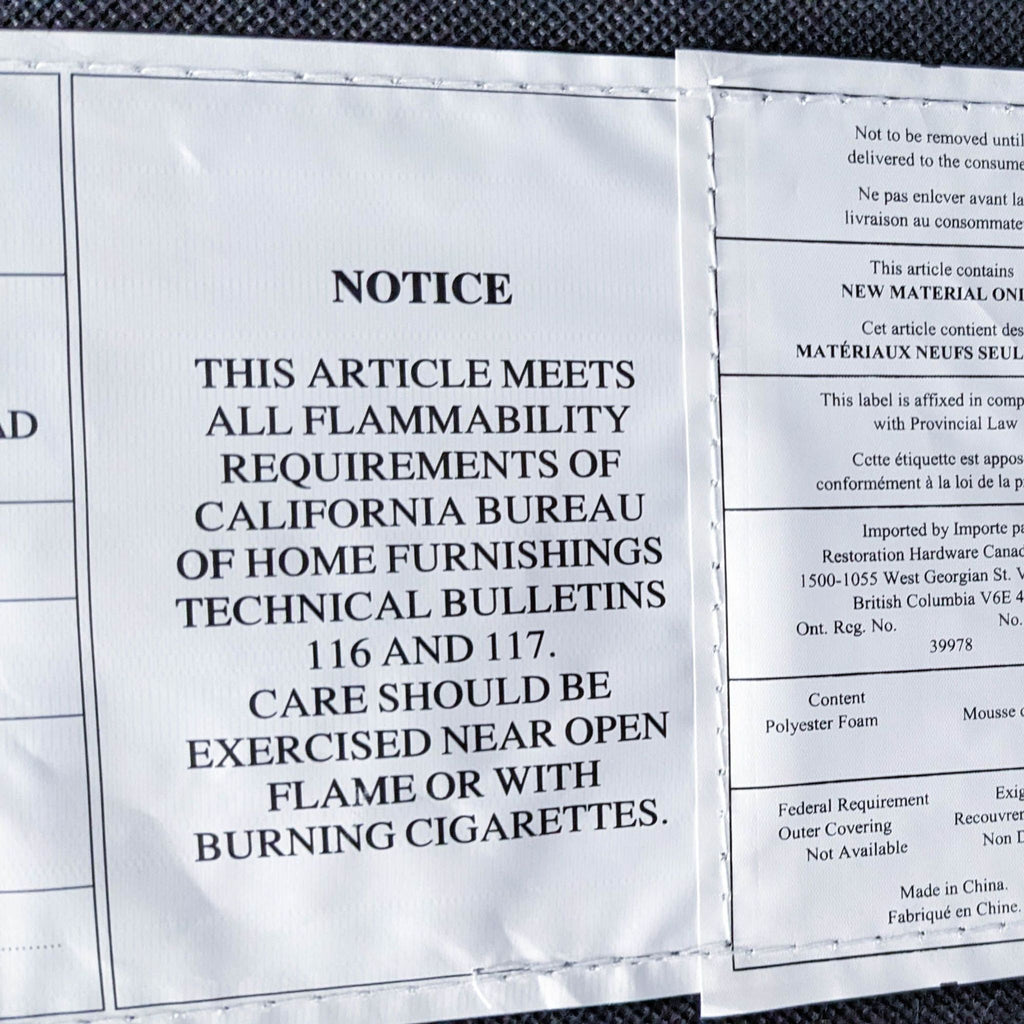 AD
NOTICE
THIS ARTICLE MEETS
ALL FLAMMABILITY
REQUIREMENTS OF
CALIFORNIA BUREAU
OF HOME FURNISHINGS
TECHNICAL BULLETINS
116 AND 117.
CARE SHOULD BE
EXERCISED NEAR OPEN
FLAME OR WITH
BURNING CIGARETTES.
Not to be removed until
delivered to the consume
Ne pas enlever avant la
livraison au consommate
This article contains
NEW MATERIAL ONL
Cet article contient des
MATÉRIAUX NEUFS SEUL
This label is affixed in comp
with Provincial Law
Cette étiquette est appos
conformément à la loi de la p
Imported by Importe pa
Restoration Hardware Canad
1500-1055 West Georgian St. V
British Columbia V6E 4
Ont. Reg. No. No.
39978
Content
Polyester Foam Mousse
Federal Requirement Exig
Outer Covering Recouvre
Not Available Non D
Made in China.
Fabriqué en Chine.